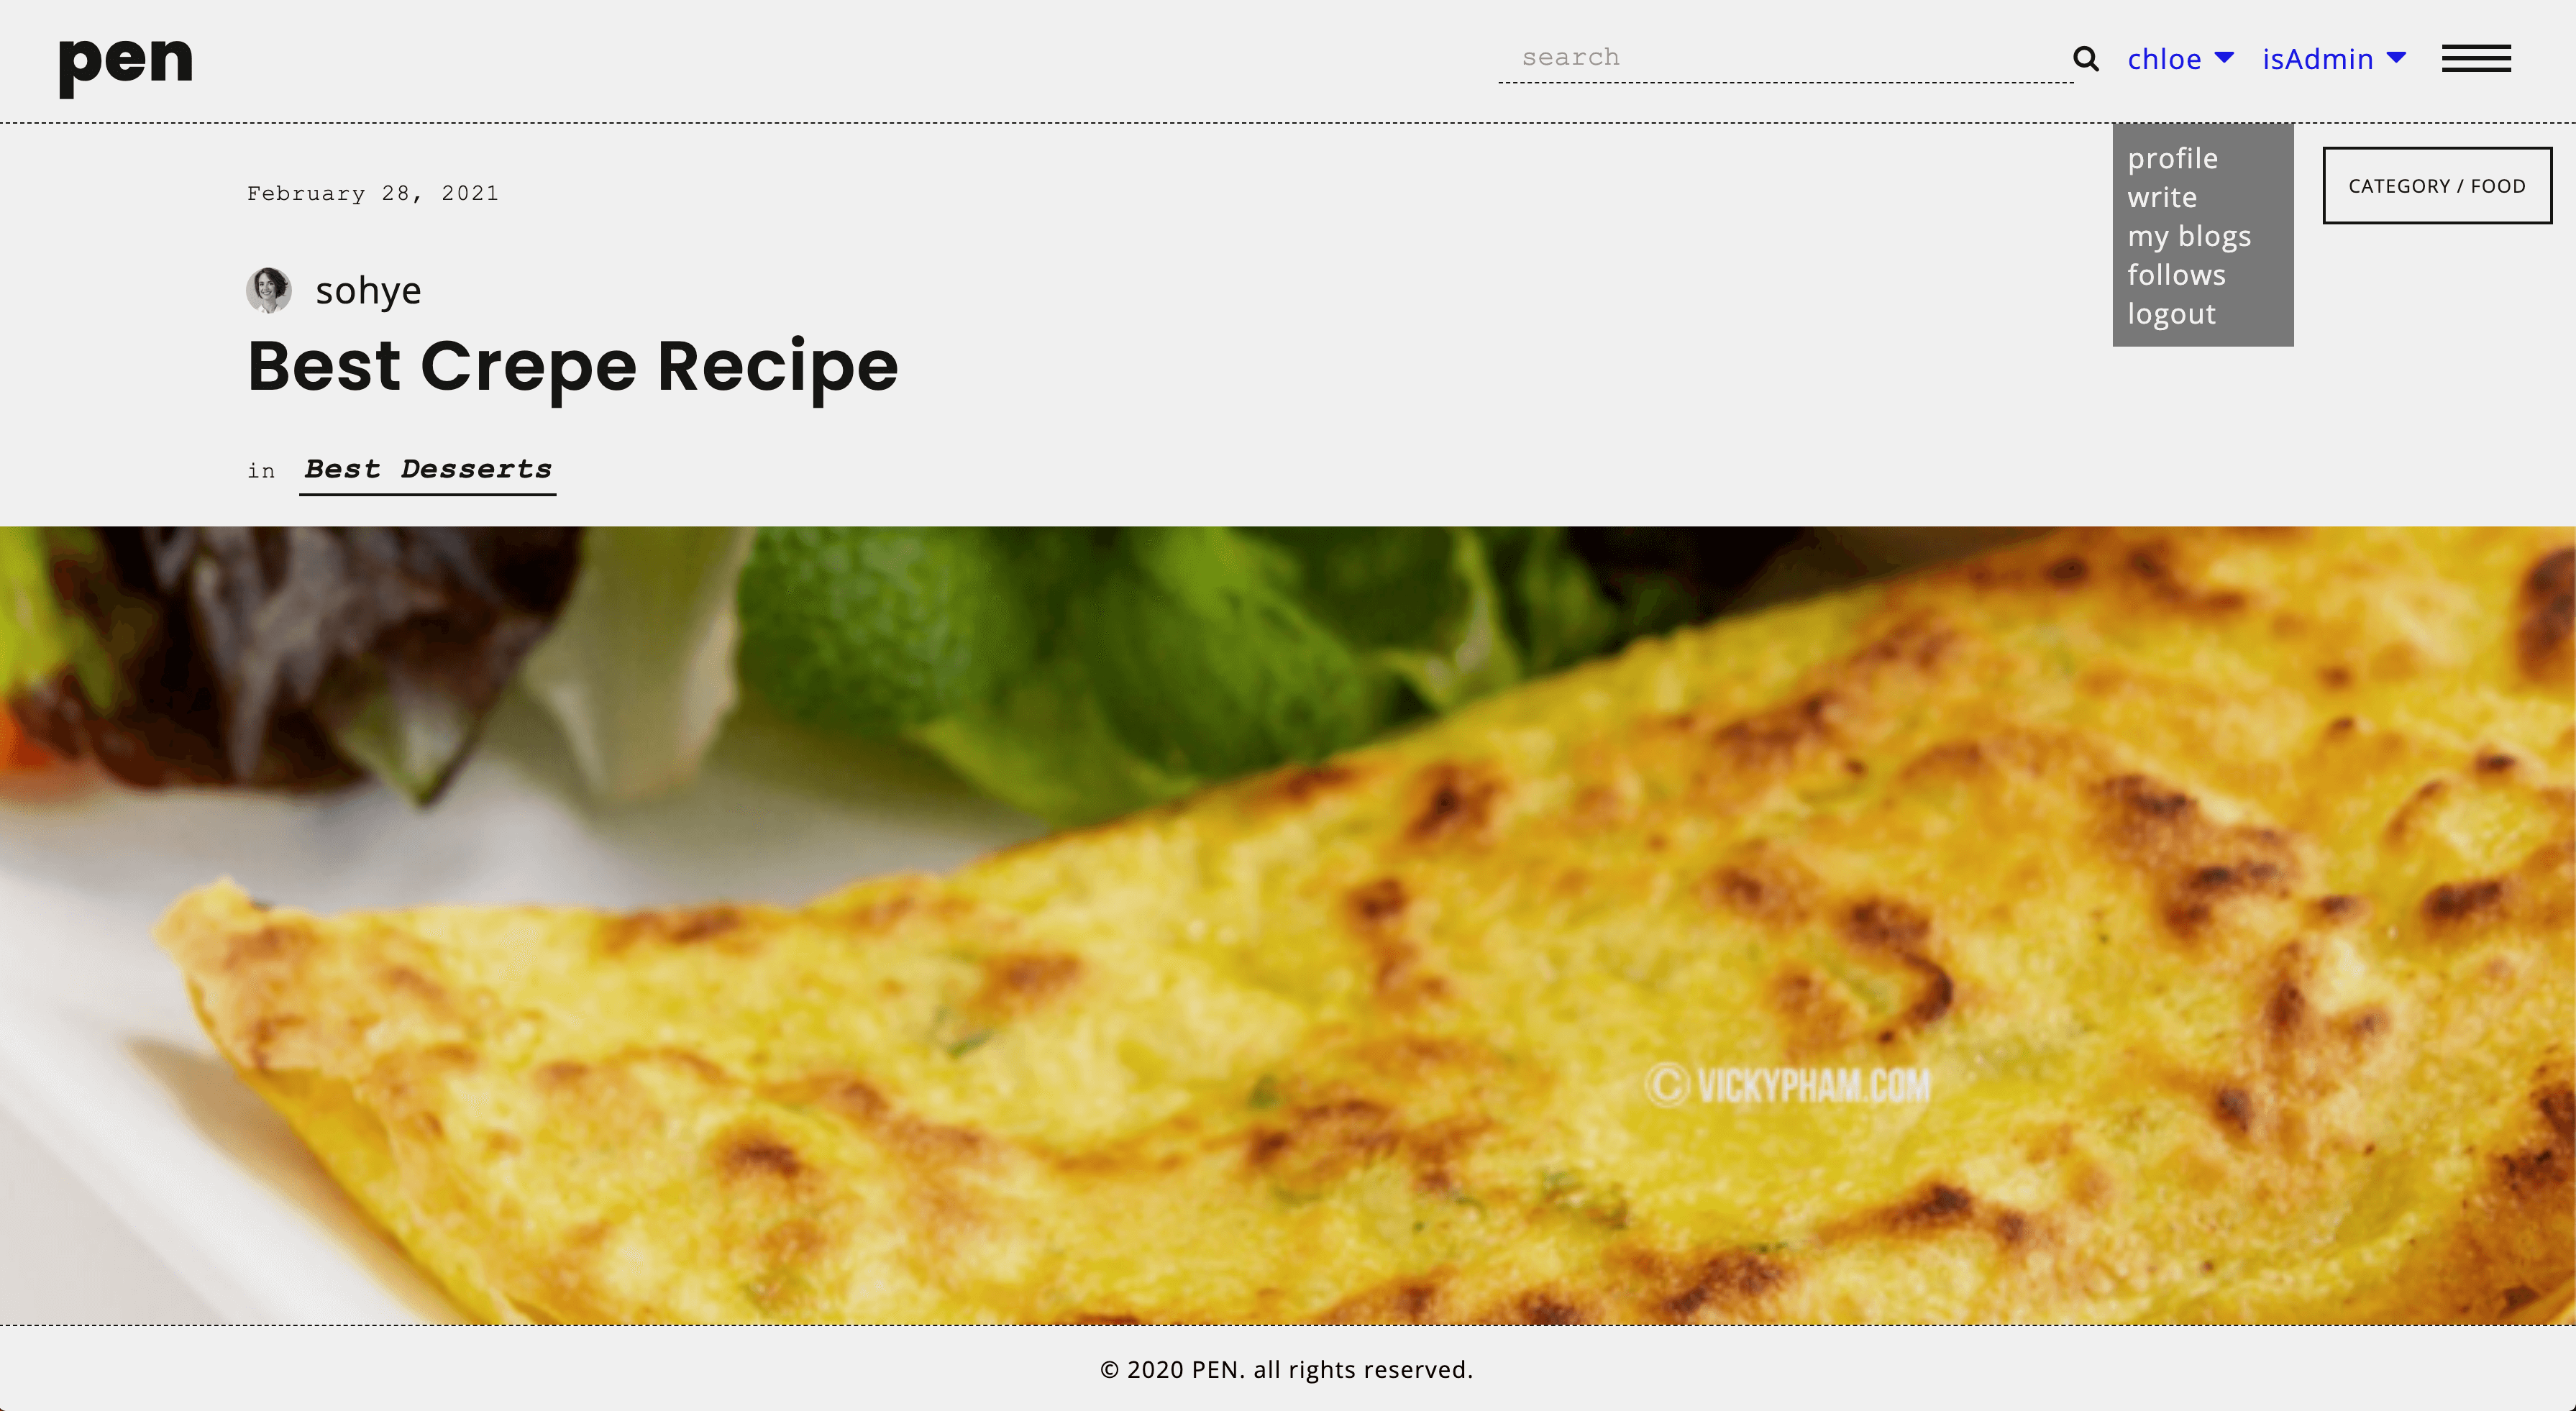 pen
search
chloe
isAdmin
profile
write
my blogs
follows
logout
CATEGORY / FOOD
February 28, 2021
sohye
Best Crepe Recipe
in Best Desserts
© VICKYPHAM.COM
© 2020 PEN. all rights reserved.